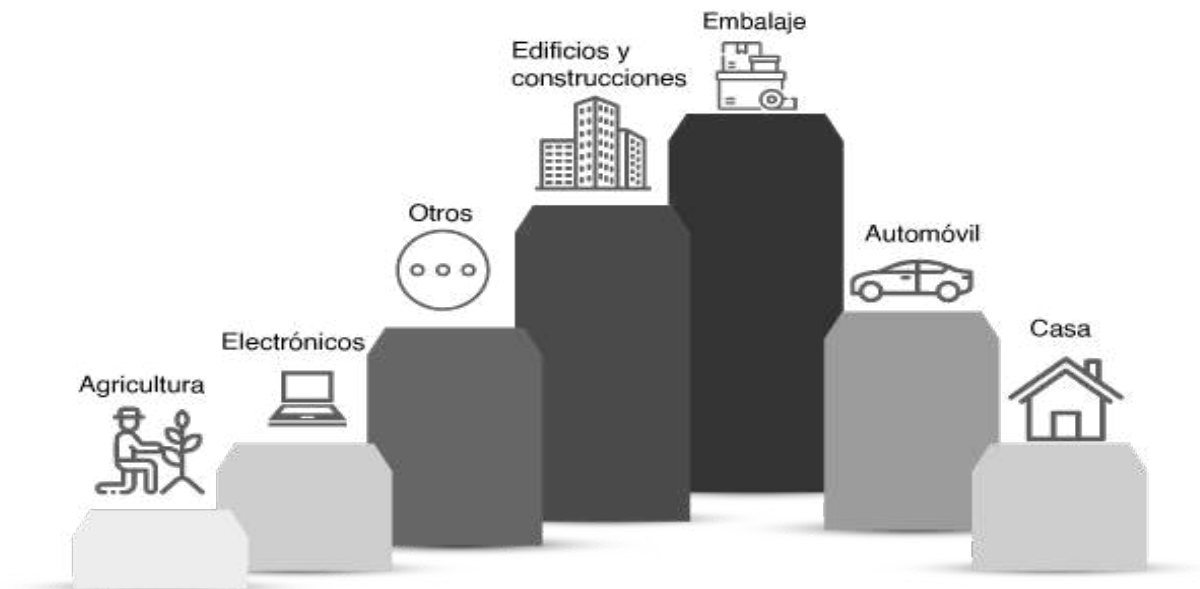 Embalaje
Edificios y
construcciones
Otros
Automóvil
Electrónicos
Casa
Agricultura